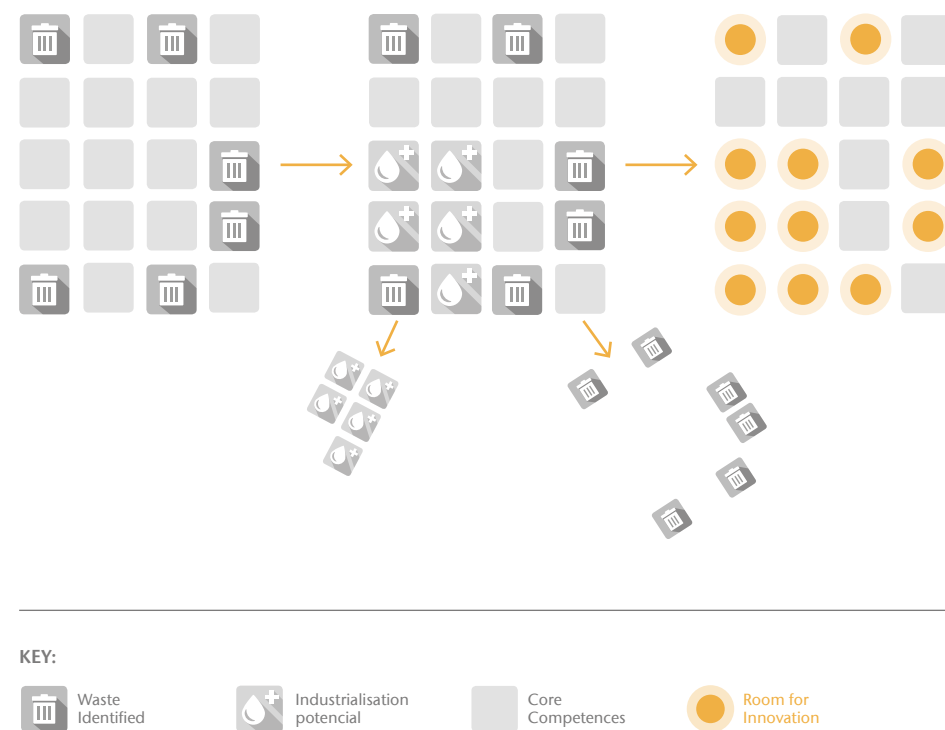 KEY:
Waste
Identified
Industrialisation
potencial
Core
Competences
Room for
Innovation